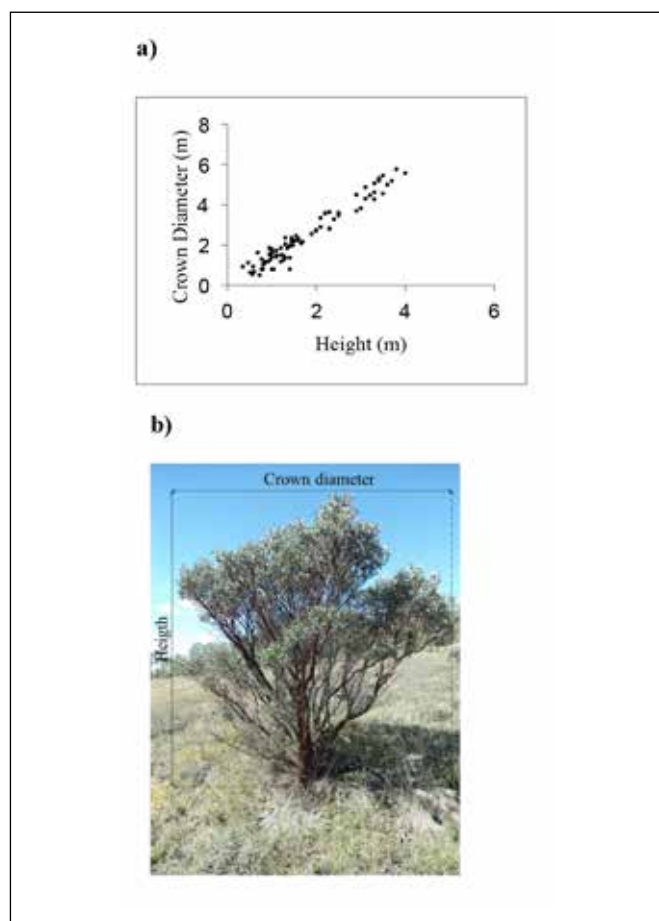 a)
8
6
4
2
0
Crown Diameter (m)
0 2 4 6
Height (m)
b)
Crown diameter
Heigth